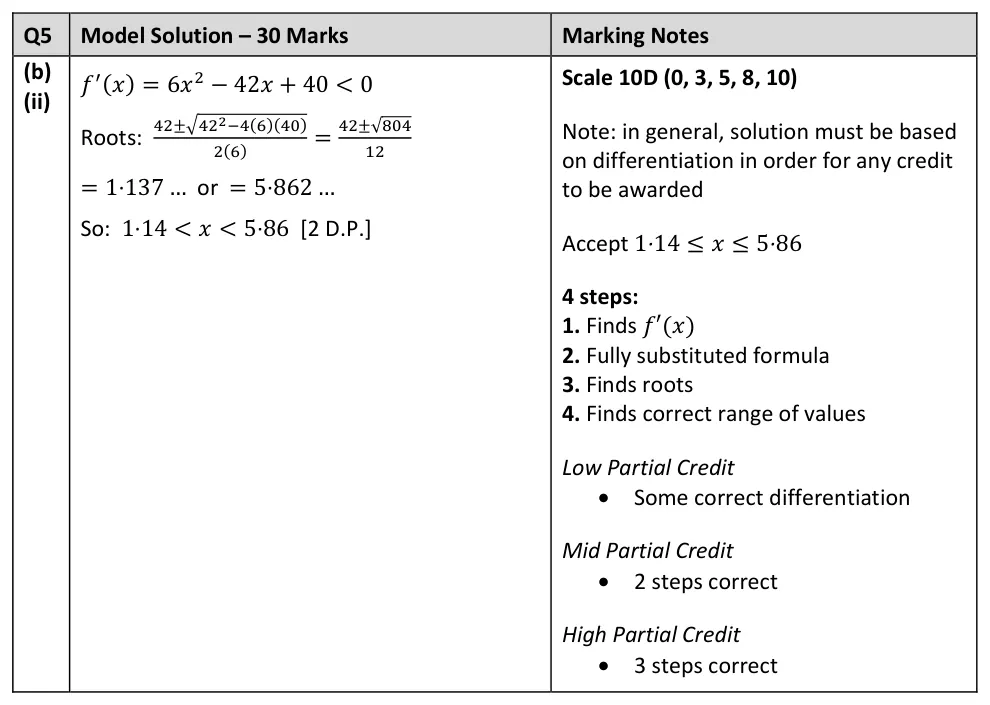 Q5 Model Solution – 30 Marks Marking Notes
(b)
(ii)
f′(x) = 6x² − 42x + 40 < 0
Roots: (42±√(42²−4(6)(40)))/(2(6)) = (42±√804)/12
= 1·137 … or = 5·862 …
So: 1·14 < x < 5·86 [2 D.P.]
Scale 10D (0, 3, 5, 8, 10)
Note: in general, solution must be based
on differentiation in order for any credit
to be awarded
Accept 1·14 ≤ x ≤ 5·86
4 steps:
1. Finds f′(x)
2. Fully substituted formula
3. Finds roots
4. Finds correct range of values
Low Partial Credit
• Some correct differentiation
Mid Partial Credit
• 2 steps correct
High Partial Credit
• 3 steps correct